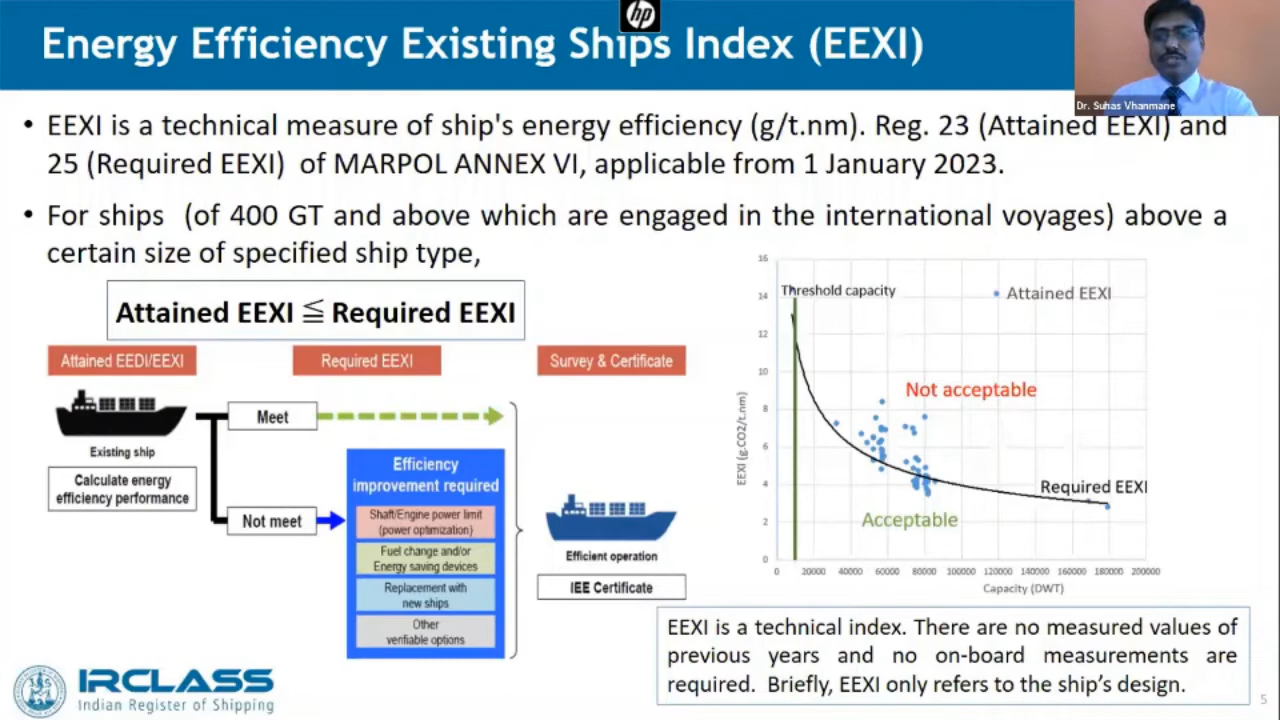 hp
Energy Efficiency Existing Ships Index (EEXI)
Dr. Suhas Vhanmane
• EEXI is a technical measure of ship's energy efficiency (g/t.nm). Reg. 23 (Attained EEXI) and
25 (Required EEXI) of MARPOL ANNEX VI, applicable from 1 January 2023.
• For ships (of 400 GT and above which are engaged in the international voyages) above a
certain size of specified ship type,
Attained EEXI ≦ Required EEXI
Attained EEDI/EEXI
Required EEXI
Survey & Certificate
Meet
Existing ship
Calculate energy
efficiency performance
Not meet
Efficiency
improvement required
Shaft/Engine power limit
(power optimization)
Fuel change and/or
Energy saving devices
Replacement with
new ships
Other
verifiable options
Efficient operation
IEE Certificate
16
14
12
10
8
6
4
2
0
EEXI (g.CO2/t.nm)
Threshold capacity
Attained EEXI
Not acceptable
Required EEXI
Acceptable
0 20000 40000 60000 80000 100000 120000 140000 160000 180000 200000
Capacity (DWT)
EEXI is a technical index. There are no measured values of
previous years and no on-board measurements are
required. Briefly, EEXI only refers to the ship's design.
IRCLASS
Indian Register of Shipping
5